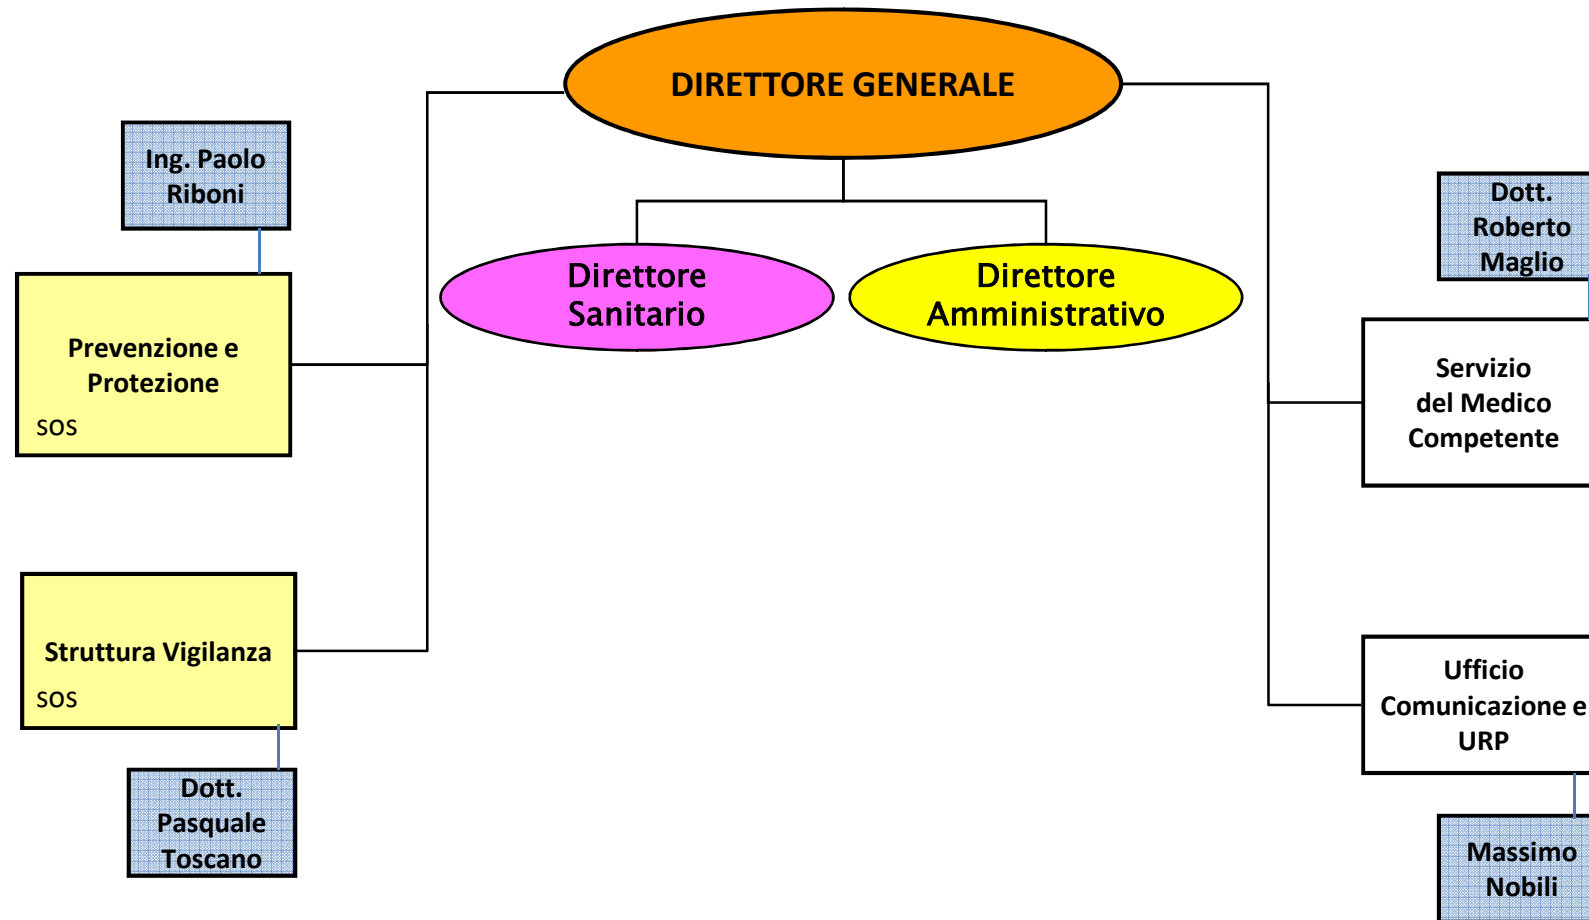 DIRETTORE GENERALE
Ing. Paolo
Riboni
Dott.
Roberto
Maglio
Direttore
Sanitario
Direttore
Amministrativo
Prevenzione e
Protezione
SOS
Servizio
del Medico
Competente
Struttura Vigilanza
SOS
Ufficio
Comunicazione e
URP
Dott.
Pasquale
Toscano
Massimo
Nobili